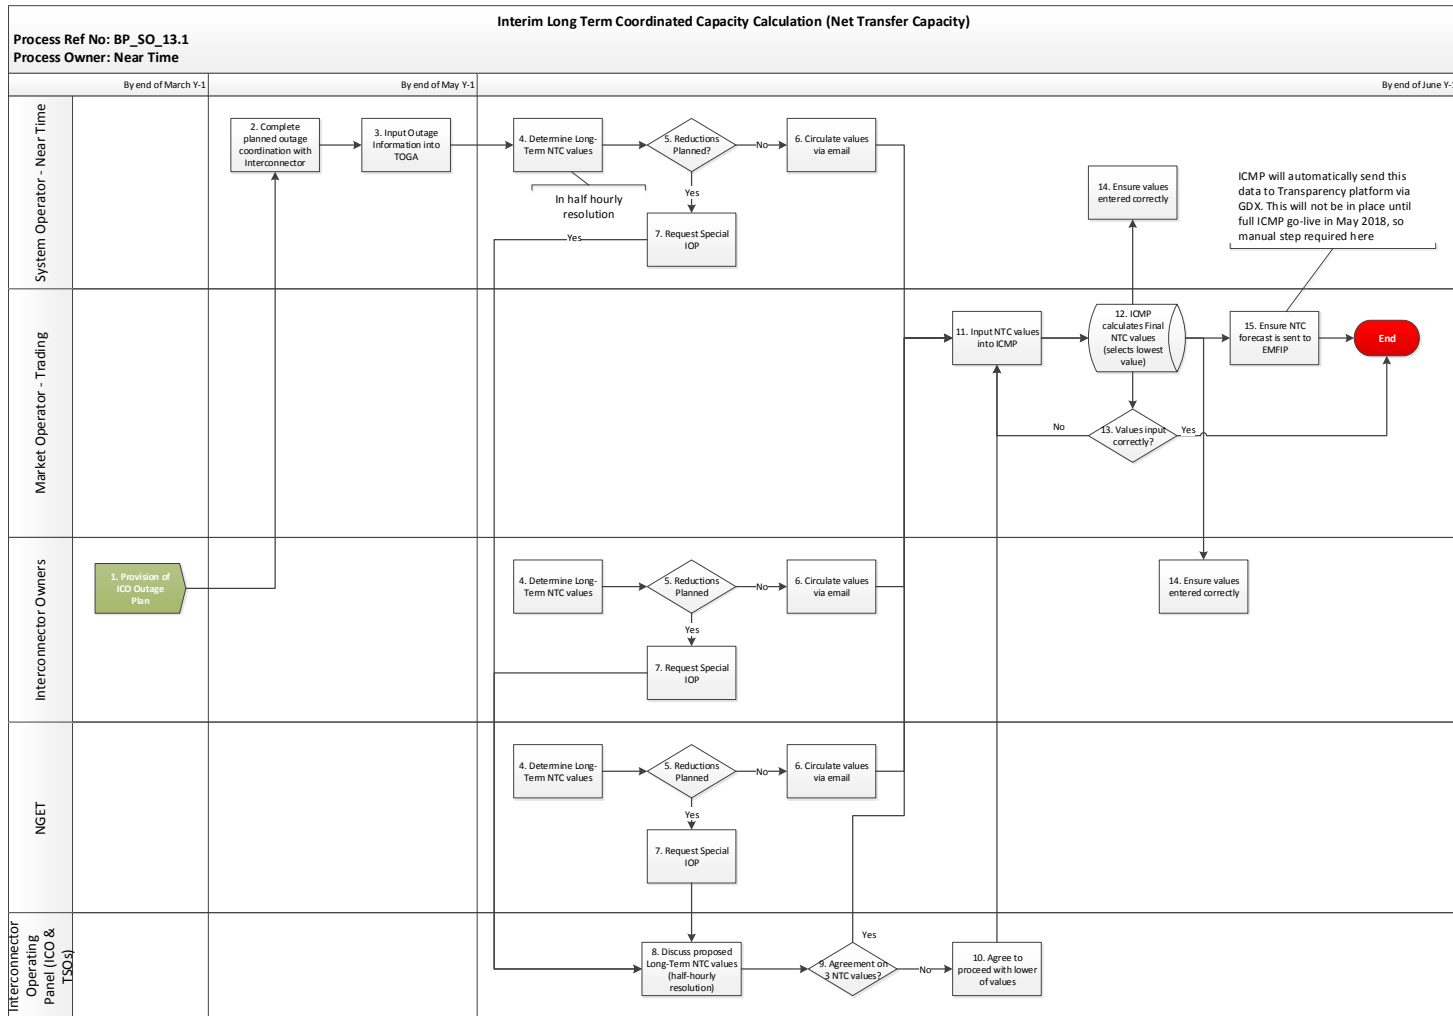 Interim Long Term Coordinated Capacity Calculation (Net Transfer Capacity)
Process Ref No: BP_SO_13.1
Process Owner: Near Time
By end of March Y-1
By end of May Y-1
By end of June Y-1
System Operator - Near Time
2. Complete
planned outage
coordination with
Interconnector
3. Input Outage
Information into
TOGA
4. Determine Long-
Term NTC values
In half hourly
resolution
5. Reductions
Planned?
No
6. Circulate values
via email
Yes
7. Request Special
IOP
Yes
14. Ensure values
entered correctly
ICMP will automatically send this
data to Transparency platform via
GDX. This will not be in place until
full ICMP go-live in May 2018, so
manual step required here
Market Operator - Trading
11. Input NTC values
into ICMP
12. ICMP
calculates Final
NTC values
(selects lowest
value)
15. Ensure NTC
forecast is sent to
EMFIP
End
13. Values input
correctly?
No
Yes
Interconnector Owners
1. Provision of
ICO Outage
Plan
4. Determine Long-
Term NTC values
5. Reductions
Planned
No
6. Circulate values
via email
Yes
7. Request Special
IOP
14. Ensure values
entered correctly
NGET
4. Determine Long-
Term NTC values
5. Reductions
Planned
No
6. Circulate values
via email
Yes
7. Request Special
IOP
Interconnector
Operating
Panel (ICO &
TSOs)
8. Discuss proposed
Long-Term NTC values
(half-hourly
resolution)
9. Agreement on
3 NTC values?
Yes
No
10. Agree to
proceed with lower
of values